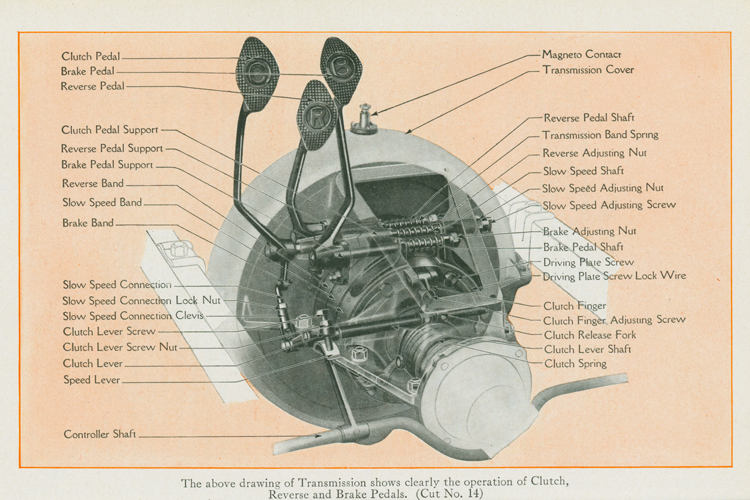 Clutch Pedal
Brake Pedal
Reverse Pedal
Clutch Pedal Support
Reverse Pedal Support
Brake Pedal Support
Reverse Band
Slow Speed Band
Brake Band
Slow Speed Connection
Slow Speed Connection Lock Nut
Slow Speed Connection Clevis
Clutch Lever Screw
Clutch Lever Screw Nut
Clutch Lever
Speed Lever
Controller Shaft
C
B
R
Magneto Contact
Transmission Cover
Reverse Pedal Shaft
Transmission Band Spring
Reverse Adjusting Nut
Slow Speed Shaft
Slow Speed Adjusting Nut
Slow Speed Adjusting Screw
Brake Adjusting Nut
Brake Pedal Shaft
Driving Plate Screw
Driving Plate Screw Lock Wire
Clutch Finger
Clutch Finger Adjusting Screw
Clutch Release Fork
Clutch Lever Shaft
Clutch Spring
The above drawing of Transmission shows clearly the operation of Clutch,
Reverse and Brake Pedals. (Cut No. 14)